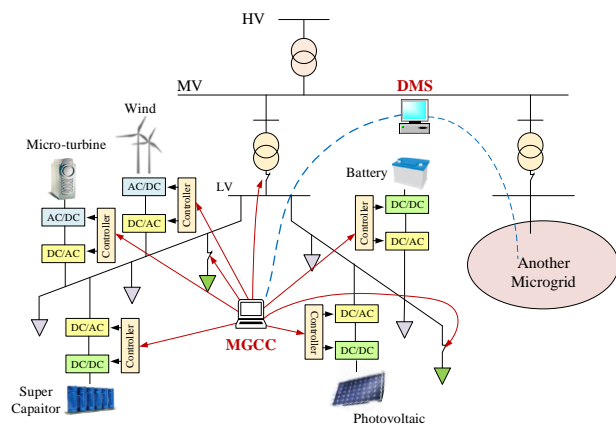 HV
MV
DMS
Wind
Micro-turbine
Battery
LV
AC/DC
Controller
DC/DC
AC/DC
Controller
DC/AC
Controller
DC/AC
DC/AC
Another
Microgrid
DC/AC
Controller
MGCC
Controller
DC/AC
DC/DC
DC/DC
Super
Capaitor
Photovoltaic